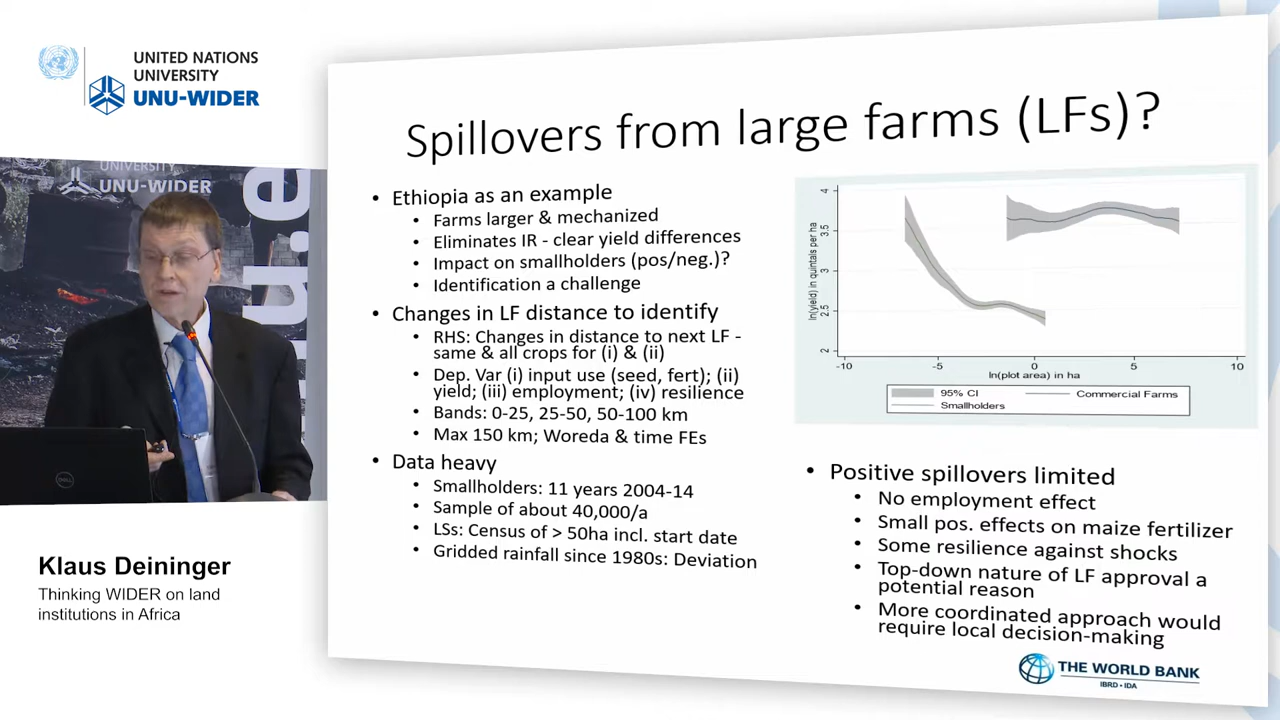 UNITED NATIONS
UNIVERSITY
UNU-WIDER
UNIVERSITY
UNU-WIDER
u.e
DELL
Klaus Deininger
Thinking WIDER on land
institutions in Africa
Spillovers from large farms (LFs)?
• Ethiopia as an example
• Farms larger & mechanized
• Eliminates IR - clear yield differences
• Impact on smallholders (pos/neg.)?
• Identification a challenge
• Changes in LF distance to identify
• RHS: Changes in distance to next LF -
same & all crops for (i) & (ii)
• Dep. Var (i) input use (seed, fert); (ii)
yield; (iii) employment; (iv) resilience
• Bands: 0-25, 25-50, 50-100 km
• Max 150 km; Woreda & time FEs
• Data heavy
• Smallholders: 11 years 2004-14
• Sample of about 40,000/a
• LSs: Census of > 50ha incl. start date
• Gridded rainfall since 1980s: Deviation
ln(yield) in quintals per ha
4
3.5
3
2.5
2
-10
-5
0
5
10
ln(plot area) in ha
95% CI
Commercial Farms
Smallholders
• Positive spillovers limited
• No employment effect
• Small pos. effects on maize fertilizer
• Some resilience against shocks
• Top-down nature of LF approval a
potential reason
• More coordinated approach would
require local decision-making
THE WORLD BANK
IBRD • IDA